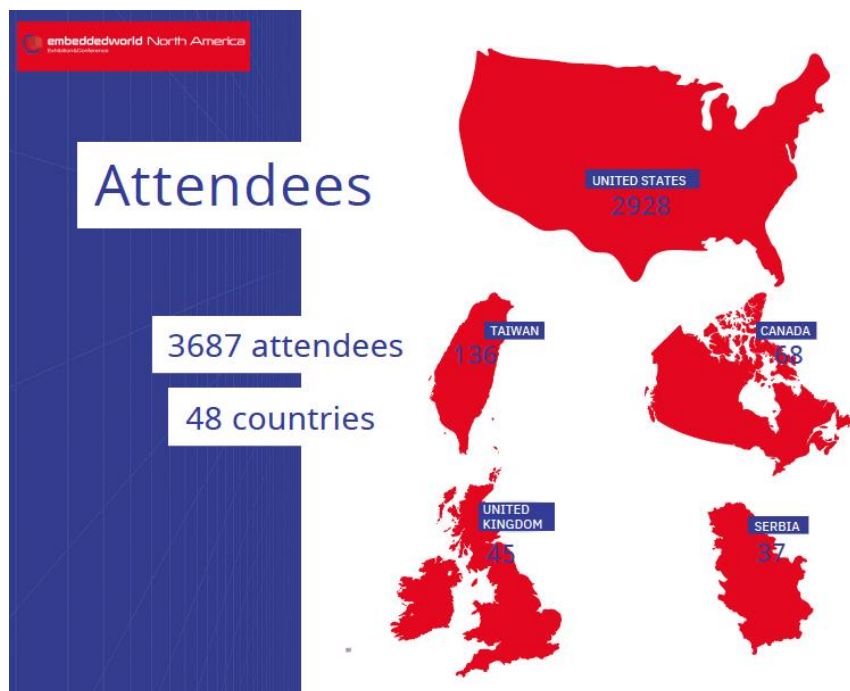 embeddedworld North America
Exhibition&Conference
Attendees
3687 attendees
48 countries
UNITED STATES
2928
TAIWAN
136
CANADA
68
UNITED
KINGDOM
45
SERBIA
37